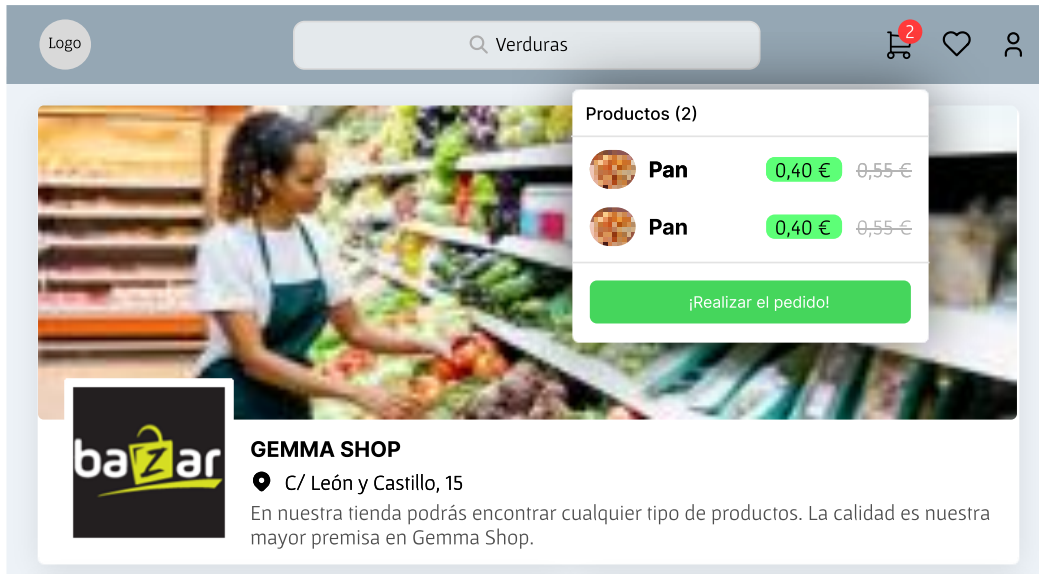 Logo
Verduras
2
Productos (2)
Pan 0,40 € 0,55 €
Pan 0,40 € 0,55 €
¡Realizar el pedido!
bazar
GEMMA SHOP
C/ León y Castillo, 15
En nuestra tienda podrás encontrar cualquier tipo de productos. La calidad es nuestra
mayor premisa en Gemma Shop.